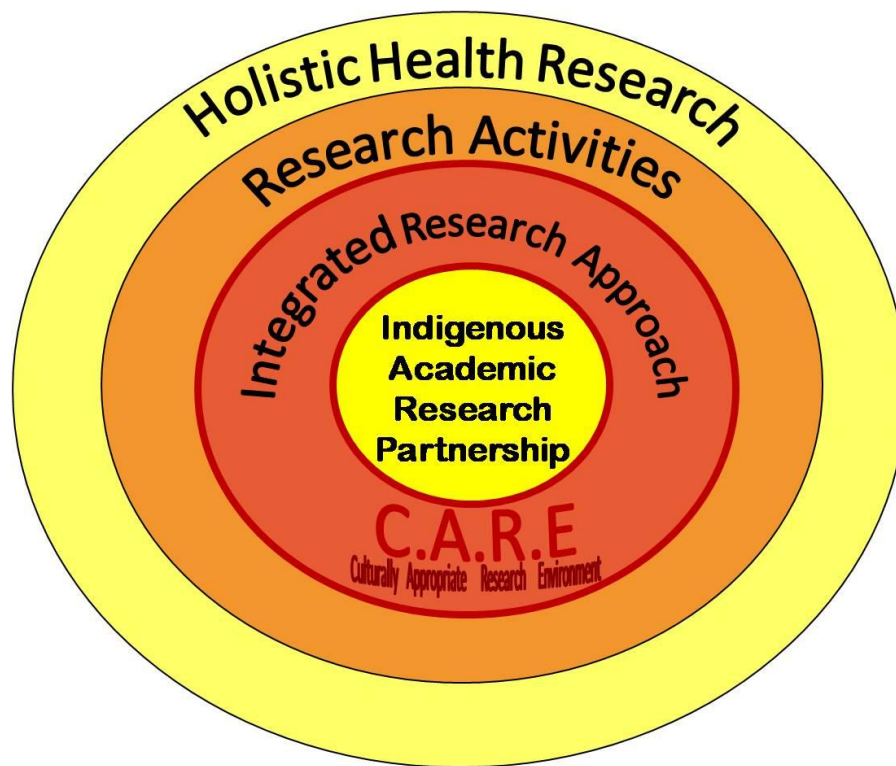 Holistic Health Research
Research Activities
Integrated Research Approach
Indigenous
Academic
Research
Partnership
C.A.R.E
Culturally Appropriate Research Environment